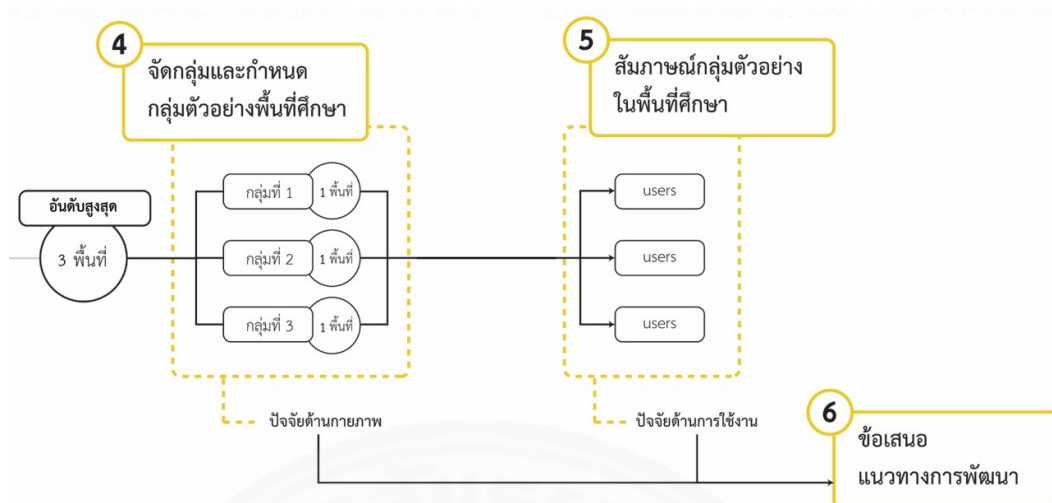 4
จัดกลุ่มและกำหนด
กลุ่มตัวอย่างพื้นที่ศึกษา
5
สัมภาษณ์กลุ่มตัวอย่าง
ในพื้นที่ศึกษา
อันดับสูงสุด
3 พื้นที่
กลุ่มที่ 1
1 พื้นที่
กลุ่มที่ 2
1 พื้นที่
กลุ่มที่ 3
1 พื้นที่
users
users
users
ปัจจัยด้านกายภาพ
ปัจจัยด้านการใช้งาน
6
ข้อเสนอ
แนวทางการพัฒนา